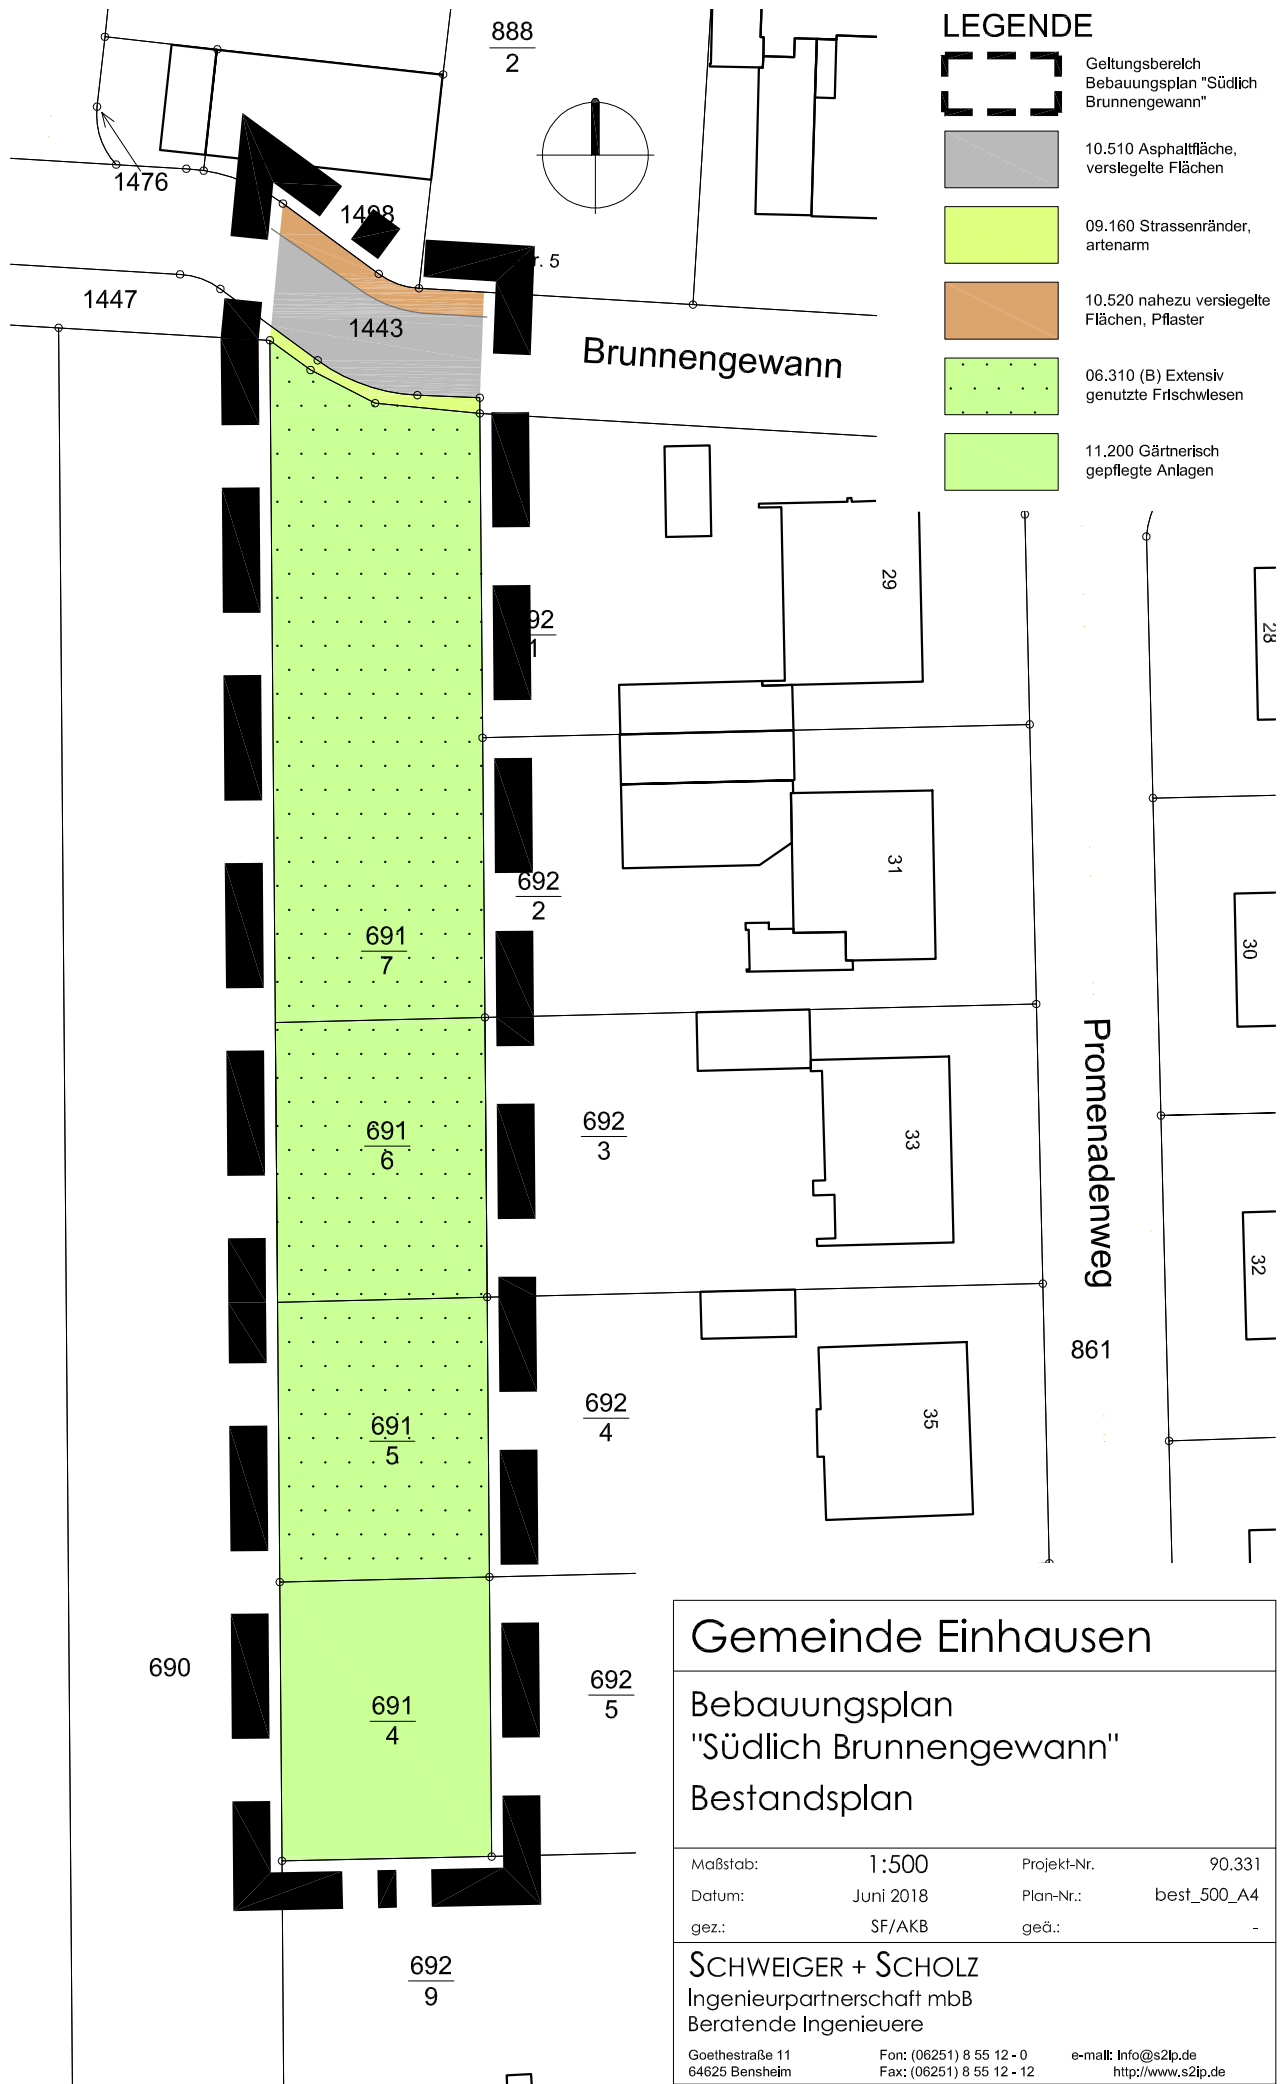 888
2
1476
1498
r. 5
1447
1443
Brunnengewann
LEGENDE
Geltungsbereich
Bebauungsplan "Südlich
Brunnengewann"
10.510 Asphaltfläche,
versiegelte Flächen
09.160 Strassenränder,
artenarm
10.520 nahezu versiegelte
Flächen, Pflaster
06.310 (B) Extensiv
genutzte Frischwiesen
11.200 Gärtnerisch
gepflegte Anlagen
29
28
92
1
31
692
2
691
7
30
Promenadenweg
692
3
691
6
33
32
861
692
4
691
5
35
690
691
4
692
5
692
9
Gemeinde Einhausen
Bebauungsplan
"Südlich Brunnengewann"
Bestandsplan
Maßstab: 1:500 Projekt-Nr. 90.331
Datum: Juni 2018 Plan-Nr.: best_500_A4
gez.: SF/AKB geä.: -
SCHWEIGER + SCHOLZ
Ingenieurpartnerschaft mbB
Beratende Ingenieuere
Goethestraße 11 Fon: (06251) 8 55 12 - 0 e-mail: info@s2ip.de
64625 Bensheim Fax: (06251) 8 55 12 - 12 http://www.s2ip.de